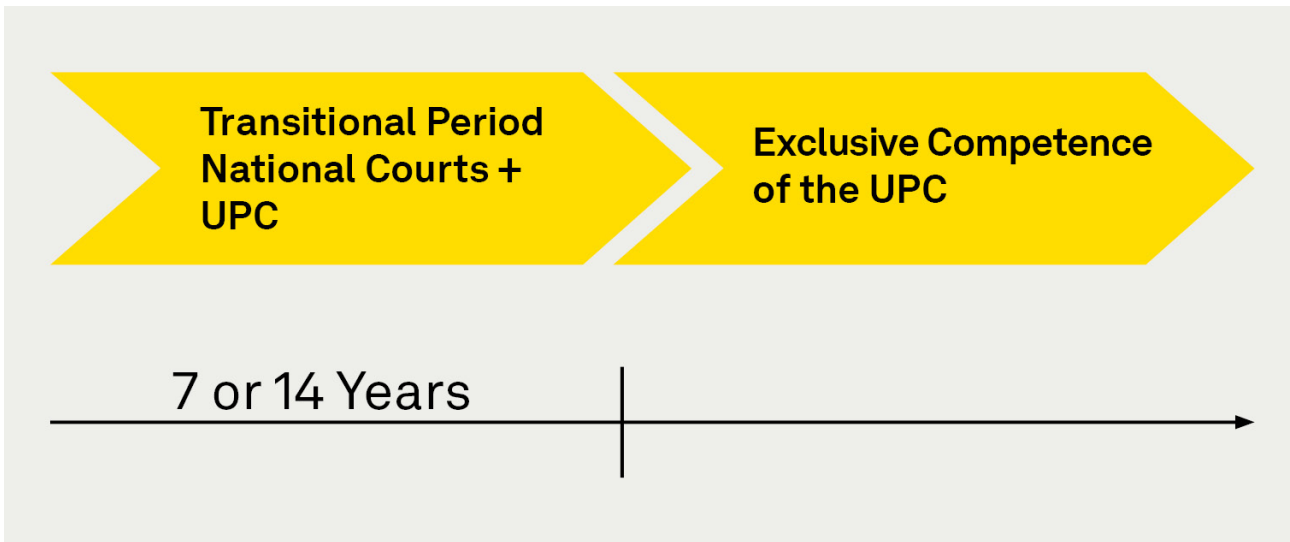 Transitional Period
National Courts +
UPC
Exclusive Competence
of the UPC
7 or 14 Years